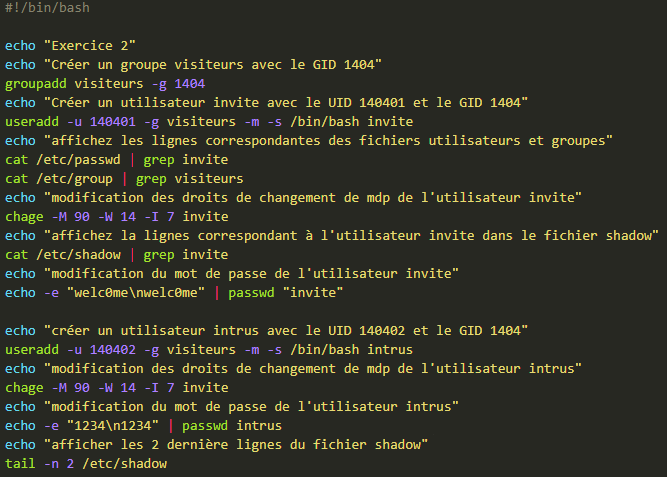 #!/bin/bash
echo "Exercice 2"
echo "Créer un groupe visiteurs avec le GID 1404"
groupadd visiteurs -g 1404
echo "Créer un utilisateur invite avec le UID 140401 et le GID 1404"
useradd -u 140401 -g visiteurs -m -s /bin/bash invite
echo "affichez les lignes correspondantes des fichiers utilisateurs et groupes"
cat /etc/passwd | grep invite
cat /etc/group | grep visiteurs
echo "modification des droits de changement de mdp de l'utilisateur invite"
chage -M 90 -W 14 -I 7 invite
echo "affichez la lignes correspondant à l'utilisateur invite dans le fichier shadow"
cat /etc/shadow | grep invite
echo "modification du mot de passe de l'utilisateur invite"
echo -e "welc0me\nwelc0me" | passwd "invite"
echo "créer un utilisateur intrus avec le UID 140402 et le GID 1404"
useradd -u 140402 -g visiteurs -m -s /bin/bash intrus
echo "modification des droits de changement de mdp de l'utilisateur intrus"
chage -M 90 -W 14 -I 7 invite
echo "modification du mot de passe de l'utilisateur intrus"
echo -e "1234\n1234" | passwd intrus
echo "afficher les 2 dernière lignes du fichier shadow"
tail -n 2 /etc/shadow